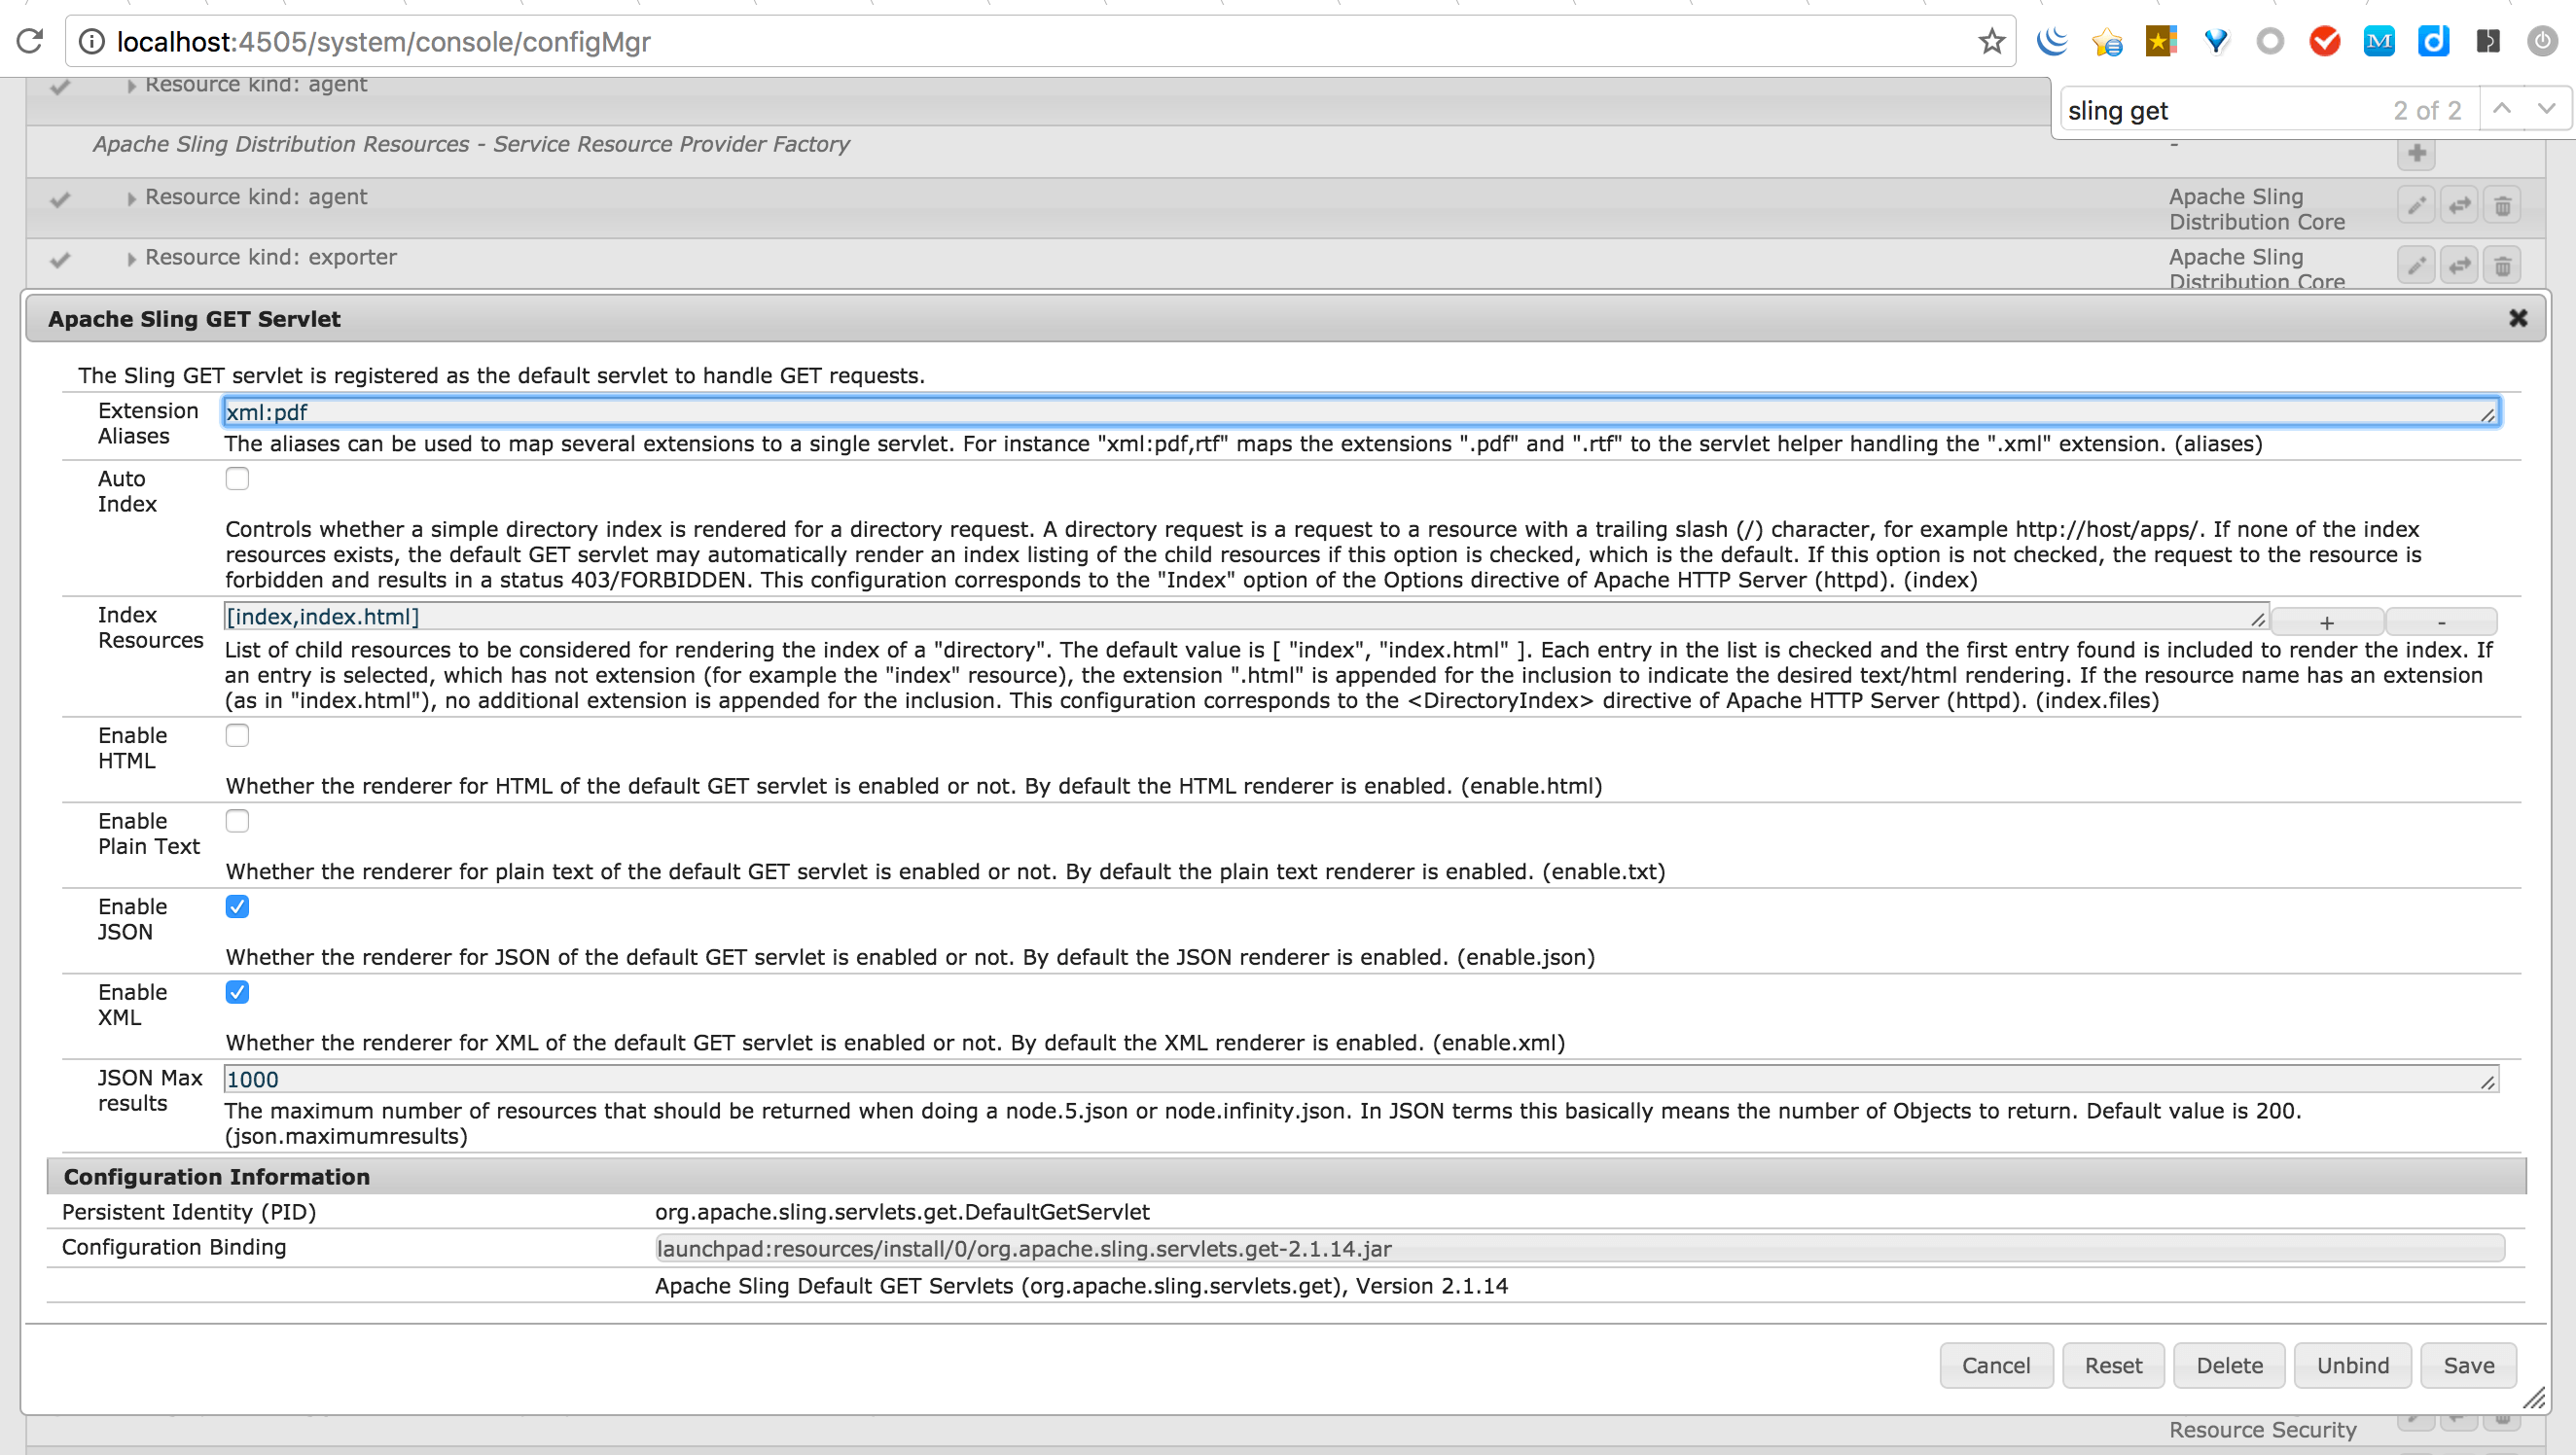 localhost:4505/system/console/configMgr
sling get 2 of 2
Resource kind: agent
Apache Sling Distribution Resources - Service Resource Provider Factory -
Resource kind: agent Apache Sling
Distribution Core
Resource kind: exporter Apache Sling
Distribution Core
Apache Sling GET Servlet
The Sling GET servlet is registered as the default servlet to handle GET requests.
Extension Aliases
xml:pdf
The aliases can be used to map several extensions to a single servlet. For instance "xml:pdf,rtf" maps the extensions ".pdf" and ".rtf" to the servlet helper handling the ".xml" extension. (aliases)
Auto
Index
Controls whether a simple directory index is rendered for a directory request. A directory request is a request to a resource with a trailing slash (/) character, for example http://host/apps/. If none of the index
resources exists, the default GET servlet may automatically render an index listing of the child resources if this option is checked, which is the default. If this option is not checked, the request to the resource is
forbidden and results in a status 403/FORBIDDEN. This configuration corresponds to the "Index" option of the Options directive of Apache HTTP Server (httpd). (index)
Index
Resources
[index,index.html] + -
List of child resources to be considered for rendering the index of a "directory". The default value is [ "index", "index.html" ]. Each entry in the list is checked and the first entry found is included to render the index. If
an entry is selected, which has not extension (for example the "index" resource), the extension ".html" is appended for the inclusion to indicate the desired text/html rendering. If the resource name has an extension
(as in "index.html"), no additional extension is appended for the inclusion. This configuration corresponds to the <DirectoryIndex> directive of Apache HTTP Server (httpd). (index.files)
Enable
HTML
Whether the renderer for HTML of the default GET servlet is enabled or not. By default the HTML renderer is enabled. (enable.html)
Enable
Plain Text
Whether the renderer for plain text of the default GET servlet is enabled or not. By default the plain text renderer is enabled. (enable.txt)
Enable
JSON
Whether the renderer for JSON of the default GET servlet is enabled or not. By default the JSON renderer is enabled. (enable.json)
Enable
XML
Whether the renderer for XML of the default GET servlet is enabled or not. By default the XML renderer is enabled. (enable.xml)
JSON Max
results
1000
The maximum number of resources that should be returned when doing a node.5.json or node.infinity.json. In JSON terms this basically means the number of Objects to return. Default value is 200.
(json.maximumresults)
Configuration Information
Persistent Identity (PID) org.apache.sling.servlets.get.DefaultGetServlet
Configuration Binding launchpad:resources/install/0/org.apache.sling.servlets.get-2.1.14.jar
Apache Sling Default GET Servlets (org.apache.sling.servlets.get), Version 2.1.14
Cancel Reset Delete Unbind Save
Resource Security